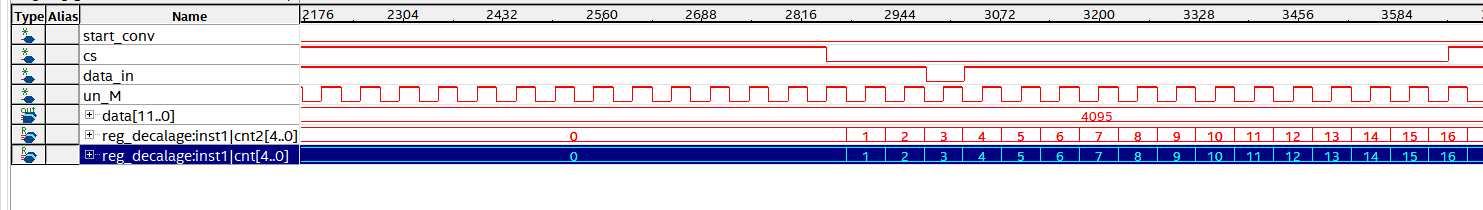 Type Alias Name 2176 2304 2432 2560 2688 2816 2944 3072 3200 3328 3456 3584
start_conv
cs
data_in
un_M
out data[11..0] 4095
R reg_decalage:inst1|cnt2[4..0] 0 1 2 3 4 5 6 7 8 9 10 11 12 13 14 15 16
R reg_decalage:inst1|cnt[4..0] 0 1 2 3 4 5 6 7 8 9 10 11 12 13 14 15 16